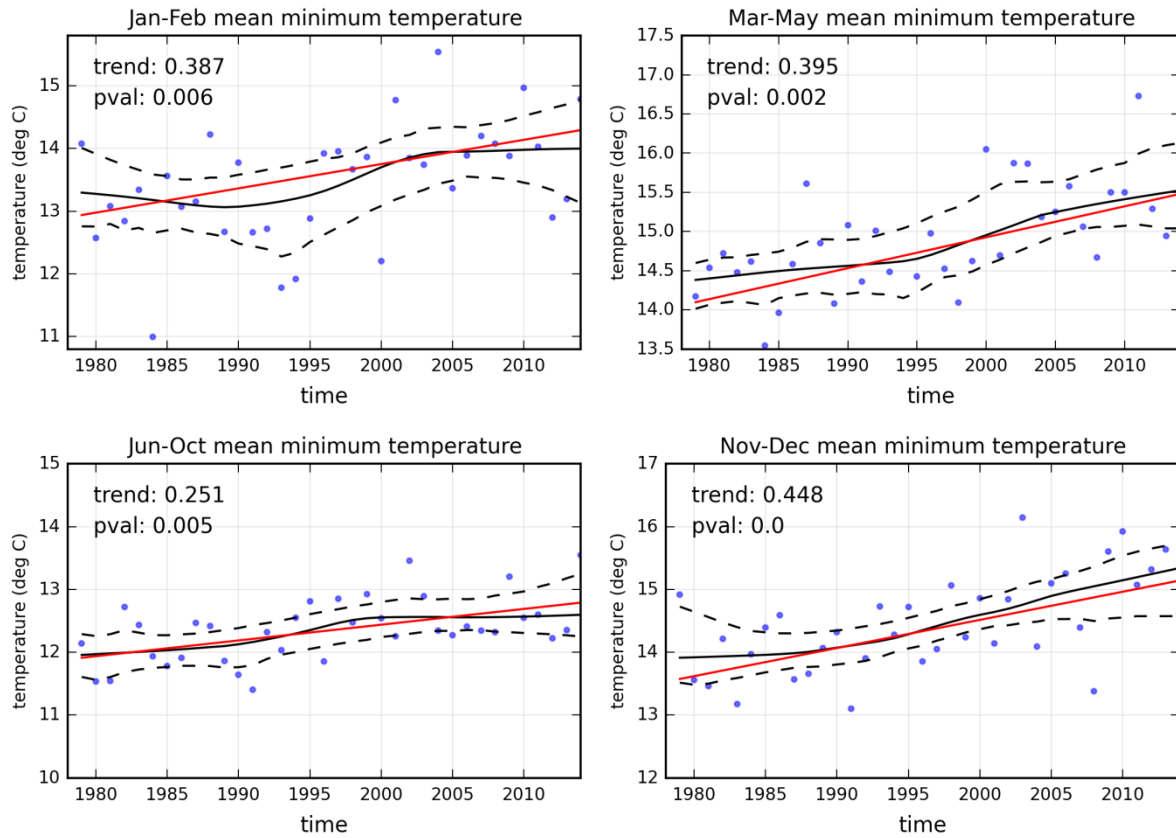 Jan-Feb mean minimum temperature
trend: 0.387
pval: 0.006
temperature (deg C)
15
14
13
12
11
1980 1985 1990 1995 2000 2005 2010
time
Mar-May mean minimum temperature
trend: 0.395
pval: 0.002
temperature (deg C)
17.5
17.0
16.5
16.0
15.5
15.0
14.5
14.0
13.5
1980 1985 1990 1995 2000 2005 2010
time
Jun-Oct mean minimum temperature
trend: 0.251
pval: 0.005
temperature (deg C)
15
14
13
12
11
10
1980 1985 1990 1995 2000 2005 2010
time
Nov-Dec mean minimum temperature
trend: 0.448
pval: 0.0
temperature (deg C)
17
16
15
14
13
12
1980 1985 1990 1995 2000 2005 2010
time